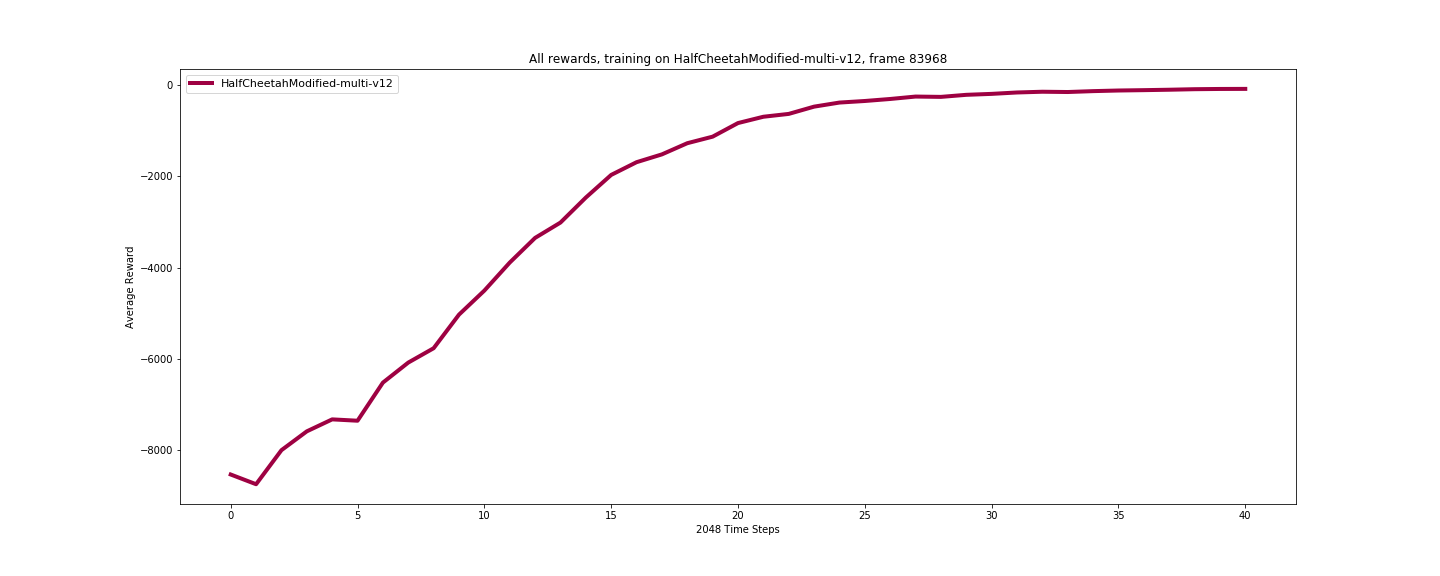 All rewards, training on HalfCheetahModified-multi-v12, frame 83968
HalfCheetahModified-multi-v12
0
−2000
−4000
−6000
−8000
Average Reward
0 5 10 15 20 25 30 35 40
2048 Time Steps